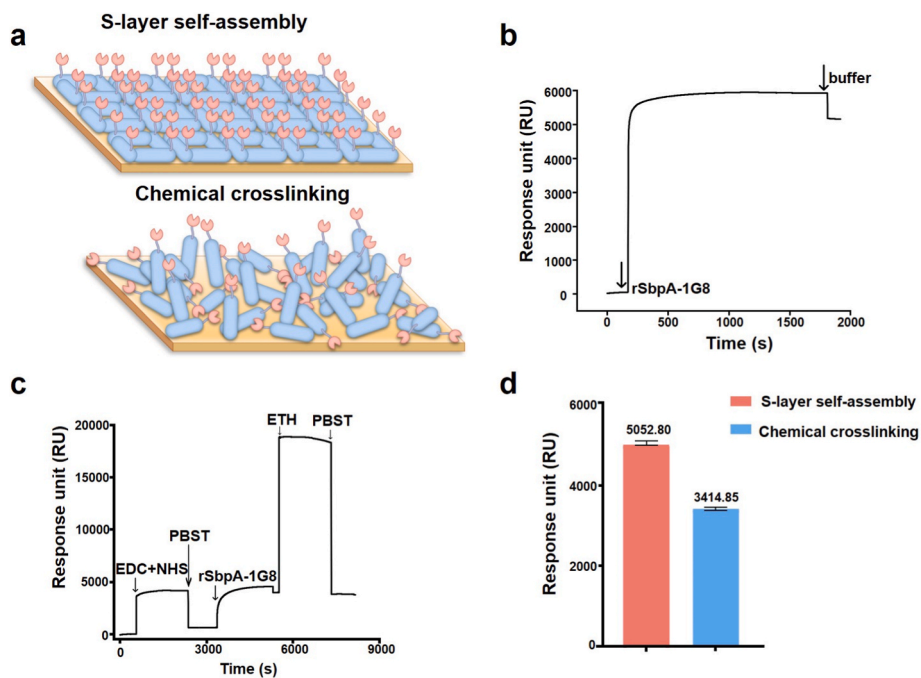 a
S-layer self-assembly
Chemical crosslinking
b
Response unit (RU)
6000
5000
4000
3000
2000
1000
0
buffer
rSbpA-1G8
0
500
1000
1500
2000
Time (s)
c
Response unit (RU)
20000
15000
10000
5000
0
EDC+NHS
PBST
rSbpA-1G8
ETH
PBST
0
3000
6000
9000
Time (s)
d
S-layer self-assembly
Chemical crosslinking
Response unit (RU)
6000
4000
2000
0
5052.80
3414.85